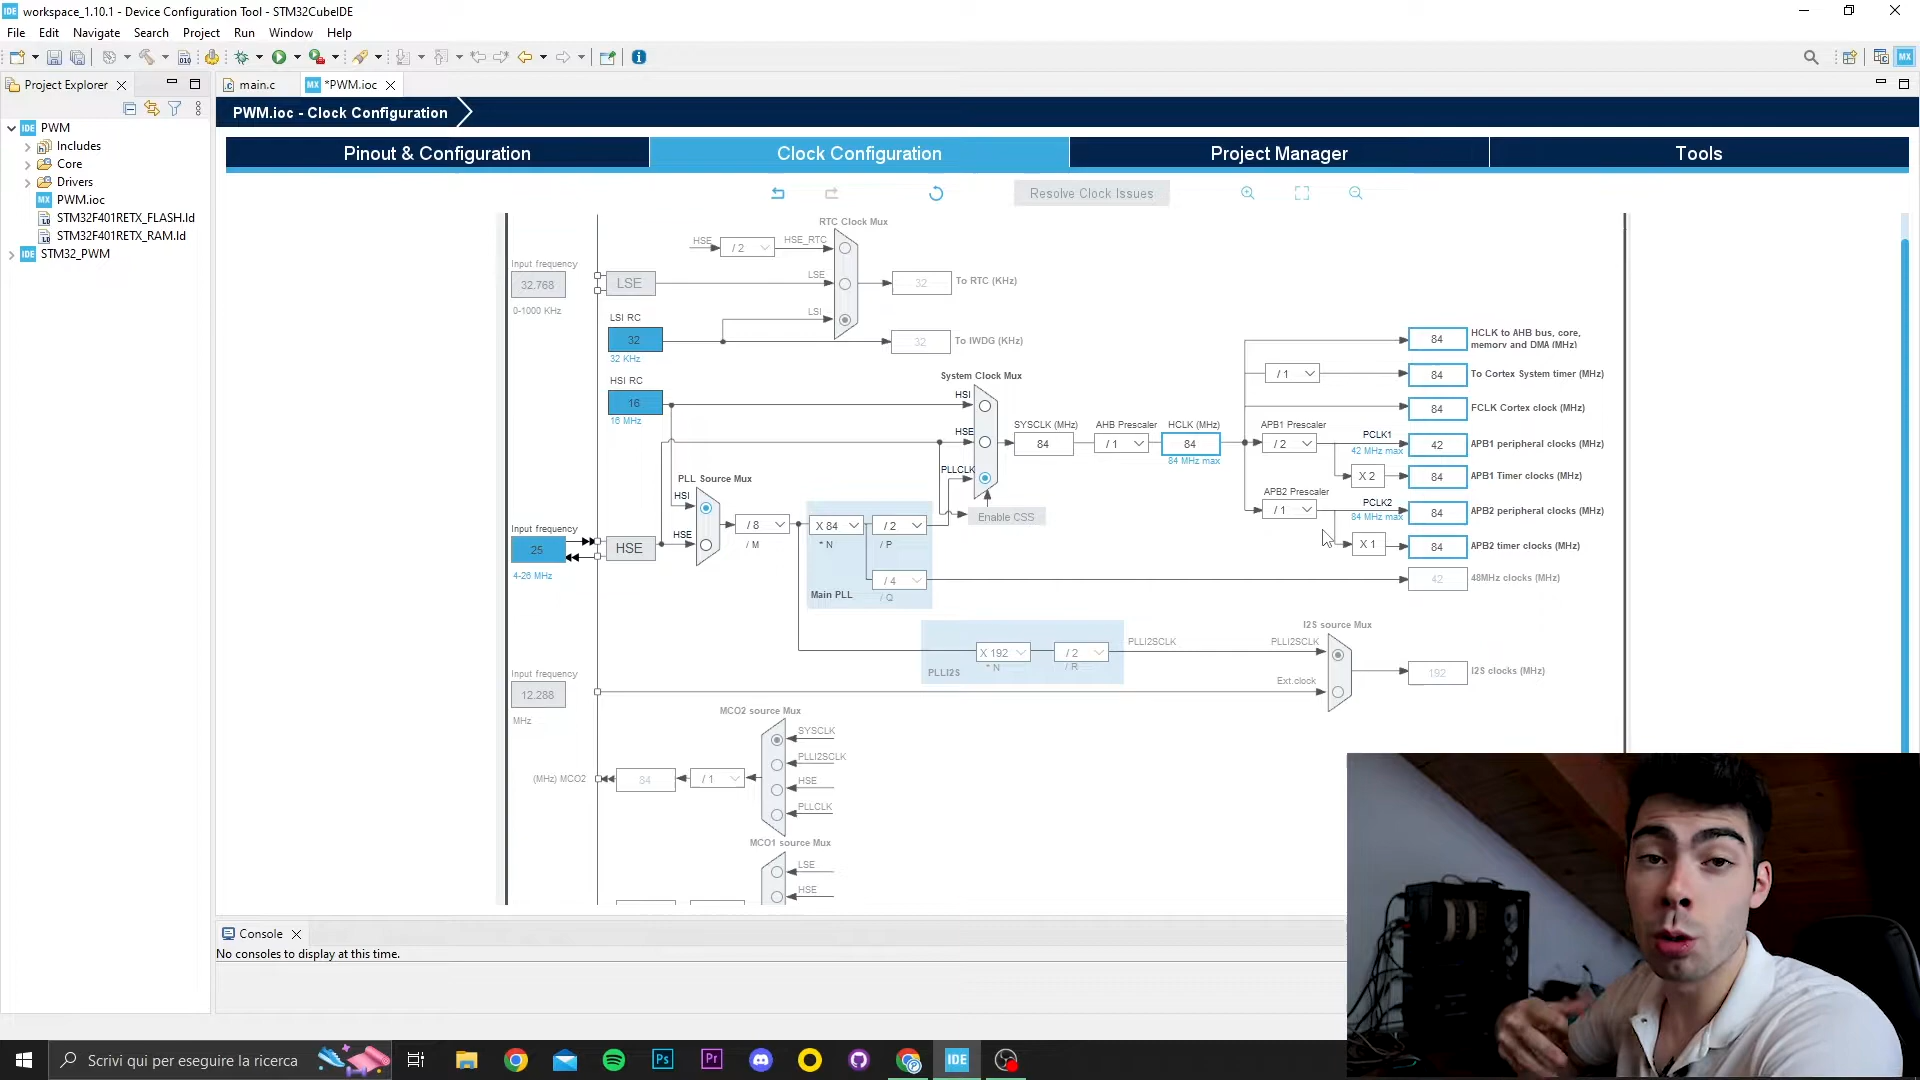 workspace_1.10.1 - Device Configuration Tool - STM32CubeIDE
File Edit Navigate Search Project Run Window Help
Project Explorer
main.c
*PWM.ioc
PWM
Includes
Core
Drivers
PWM.ioc
STM32F401RETX_FLASH.ld
STM32F401RETX_RAM.ld
STM32_PWM
PWM.ioc - Clock Configuration
Pinout & Configuration
Clock Configuration
Project Manager
Tools
Resolve Clock Issues
RTC Clock Mux
HSE
/ 2
HSE_RTC
Input frequency
32.768
0-1000 KHz
LSE
LSE
32
To RTC (KHz)
LSI RC
LSI
32
32 KHz
32
To IWDG (KHz)
HSI RC
16
16 MHz
System Clock Mux
HSI
HSE
PLLCLK
SYSCLK (MHz)
84
AHB Prescaler
/ 1
HCLK (MHz)
84
84 MHz max
84
HCLK to AHB bus, core,
memory and DMA (MHz)
/ 1
84
To Cortex System timer (MHz)
84
FCLK Cortex clock (MHz)
APB1 Prescaler
/ 2
PCLK1
42 MHz max
42
APB1 peripheral clocks (MHz)
X 2
84
APB1 Timer clocks (MHz)
APB2 Prescaler
/ 1
PCLK2
84 MHz max
84
APB2 peripheral clocks (MHz)
X 1
84
APB2 timer clocks (MHz)
42
48MHz clocks (MHz)
PLL Source Mux
HSI
HSE
/ 8
/ M
X 84
* N
/ 2
/ P
/ 4
/ Q
Main PLL
Enable CSS
Input frequency
25
4-26 MHz
HSE
X 192
* N
/ 2
/ R
PLLI2S
PLLI2SCLK
I2S source Mux
PLLI2SCLK
Ext.clock
192
I2S clocks (MHz)
Input frequency
12.288
MHz
MCO2 source Mux
SYSCLK
PLLI2SCLK
HSE
PLLCLK
(MHz) MCO2
84
/ 1
MCO1 source Mux
LSE
HSE
Console
No consoles to display at this time.
Scrivi qui per eseguire la ricerca
Ps
Pr
IDE